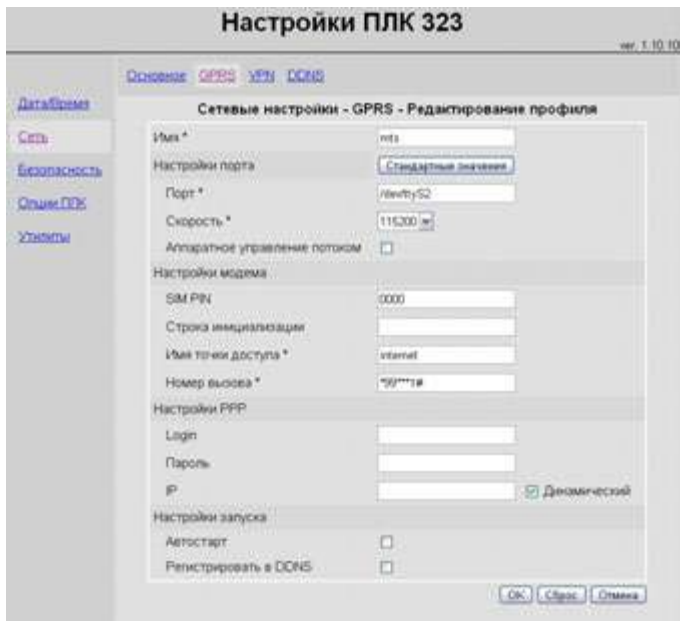 Настройки ПЛК 323
ver. 1.10.10
Основное GPRS VPN DDNS
Дата/Время
Сеть
Безопасность
Опции ПЛК
Утилиты
Сетевые настройки - GPRS - Редактирование профиля
Имя * mts
Настройки порта Стандартные значения
Порт * /dev/ttyS2
Скорость * 115200
Аппаратное управление потоком
Настройки модема
SIM PIN 0000
Строка инициализации
Имя точки доступа * internet
Номер вызова * *99***1#
Настройки PPP
Login
Пароль
IP Динамический
Настройки запуска
Автостарт
Регистрировать в DDNS
OK Сброс Отмена